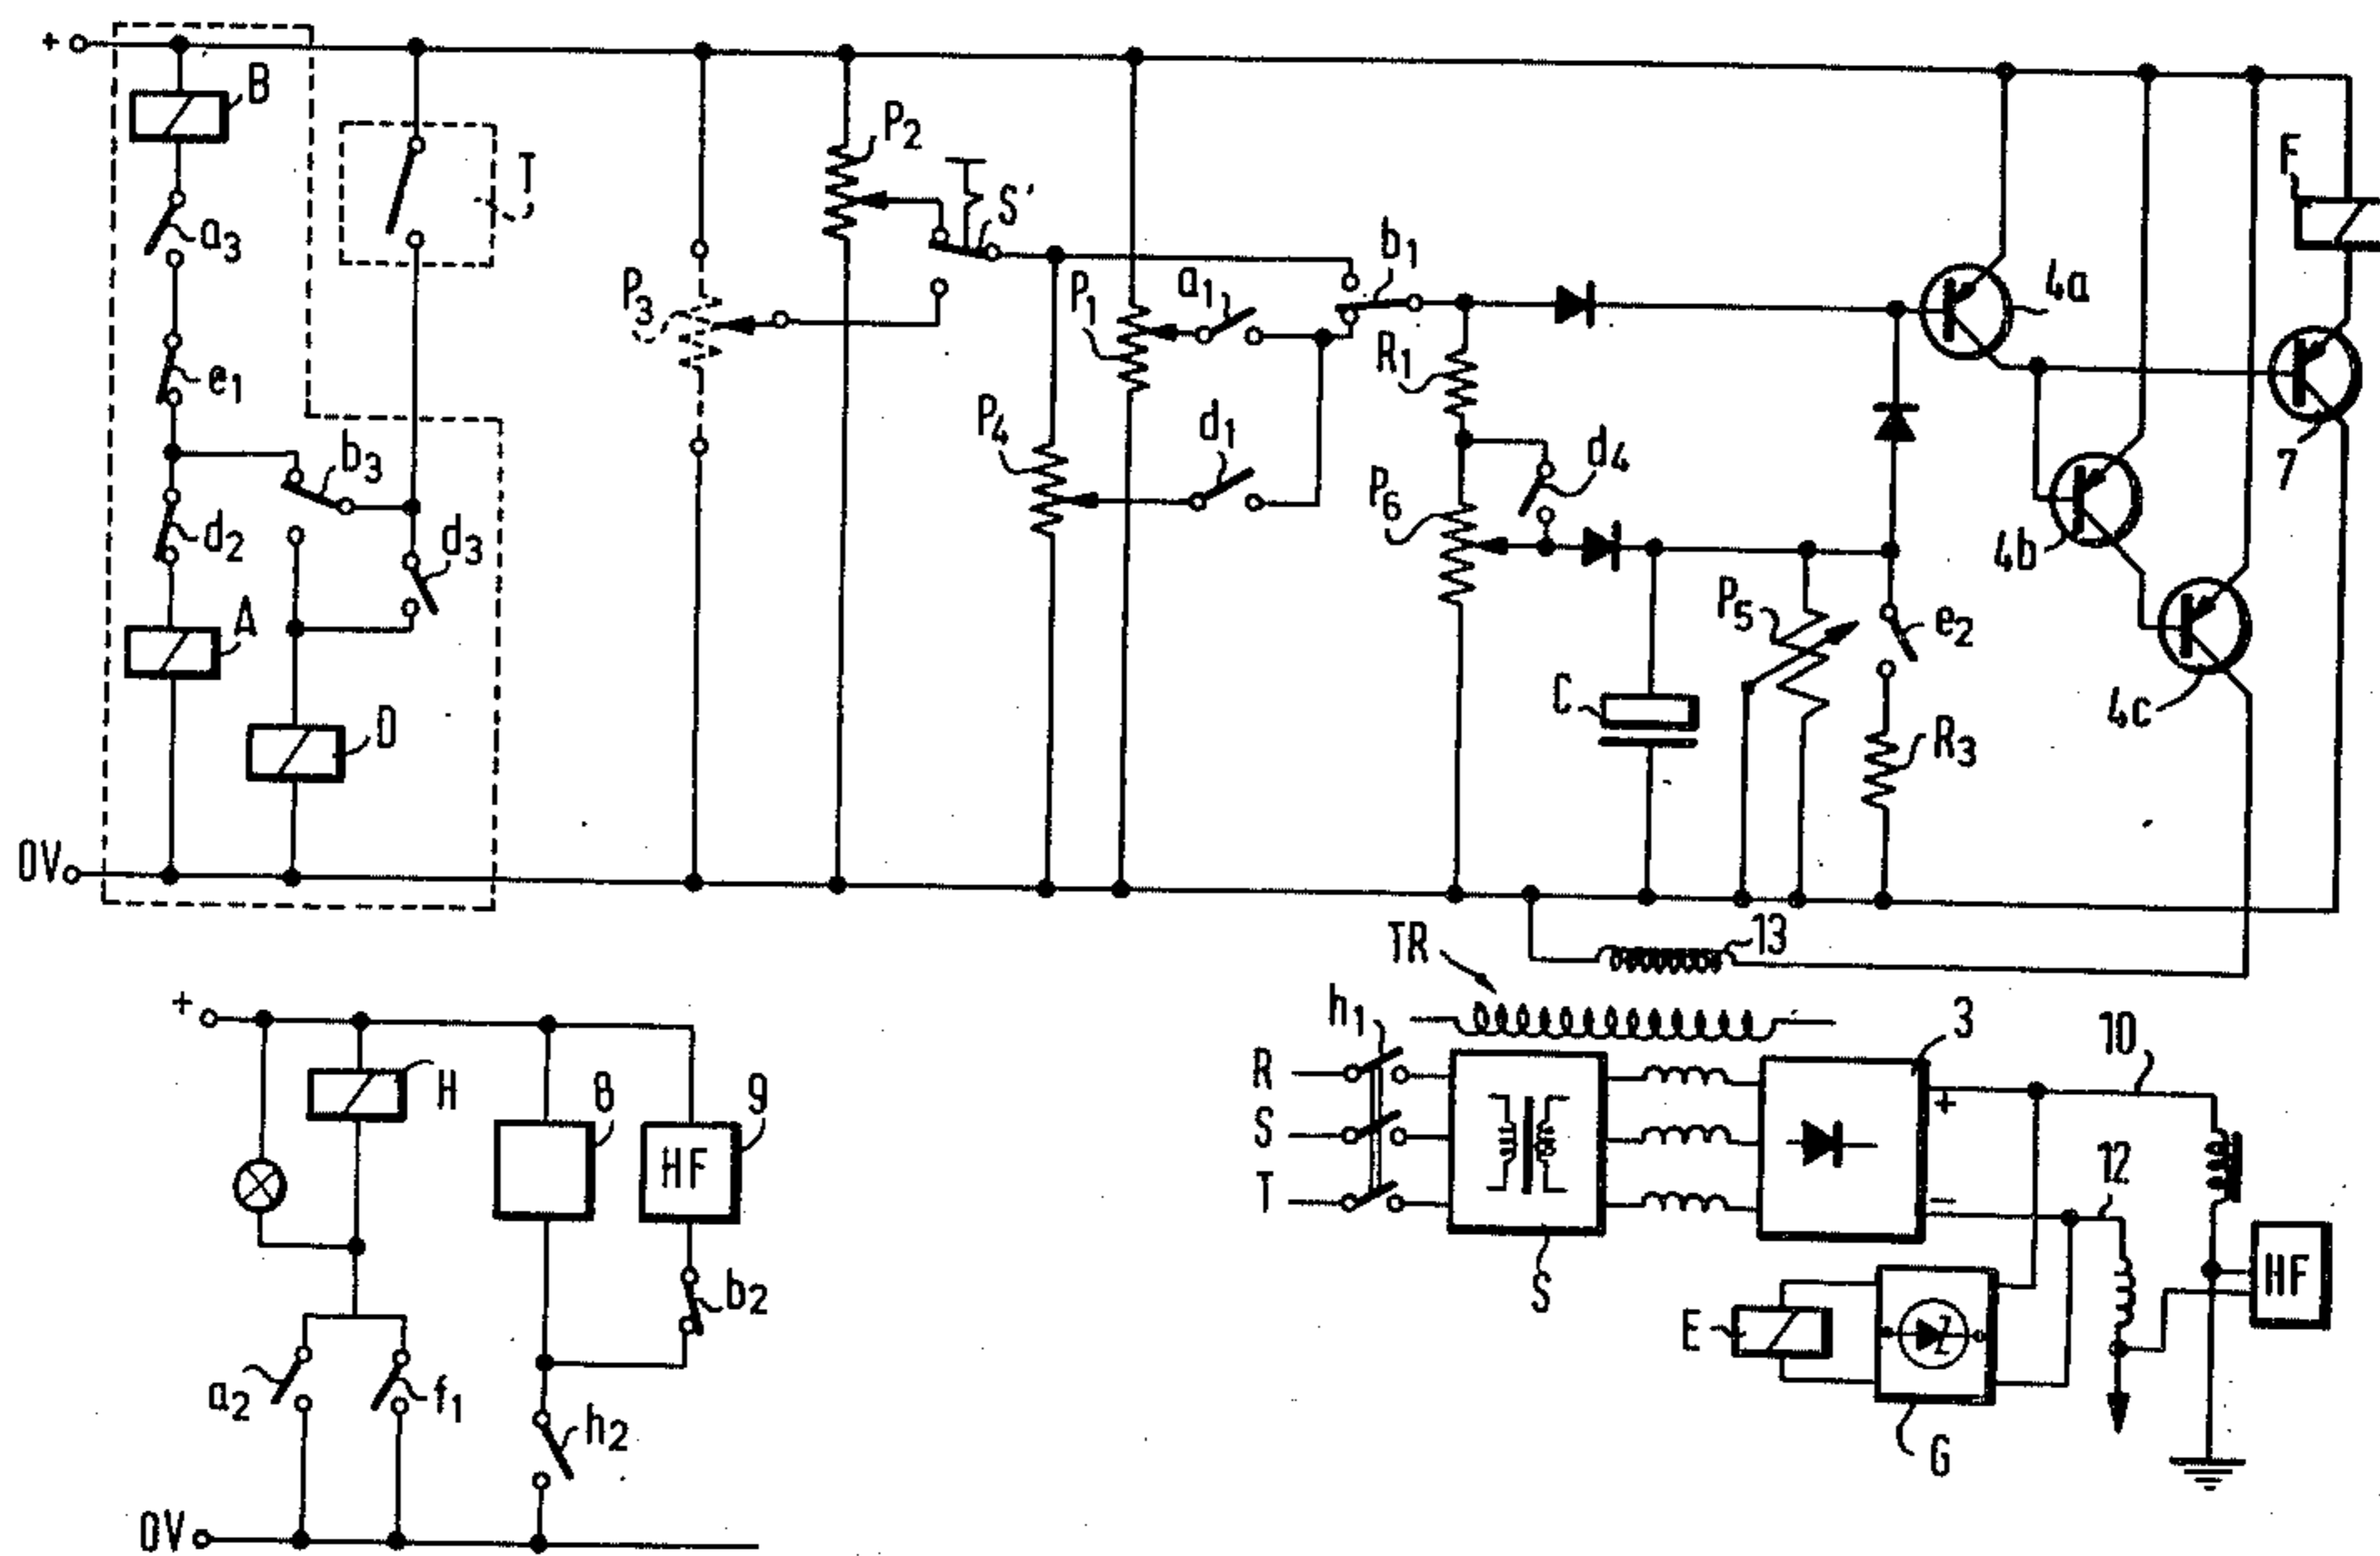 +
B
a3
e1
d2
A
b3
d3
D
T
0V
P3
P2
S'
P4
P1
a1
d1
b1
R1
P6
d4
C
P5
e2
R3
4a
4b
4c
F
7
13
TR
+
H
8
9
HF
b2
a2
f1
h2
0V
h1
R
S
T
S
3
+
−
10
12
HF
E
G